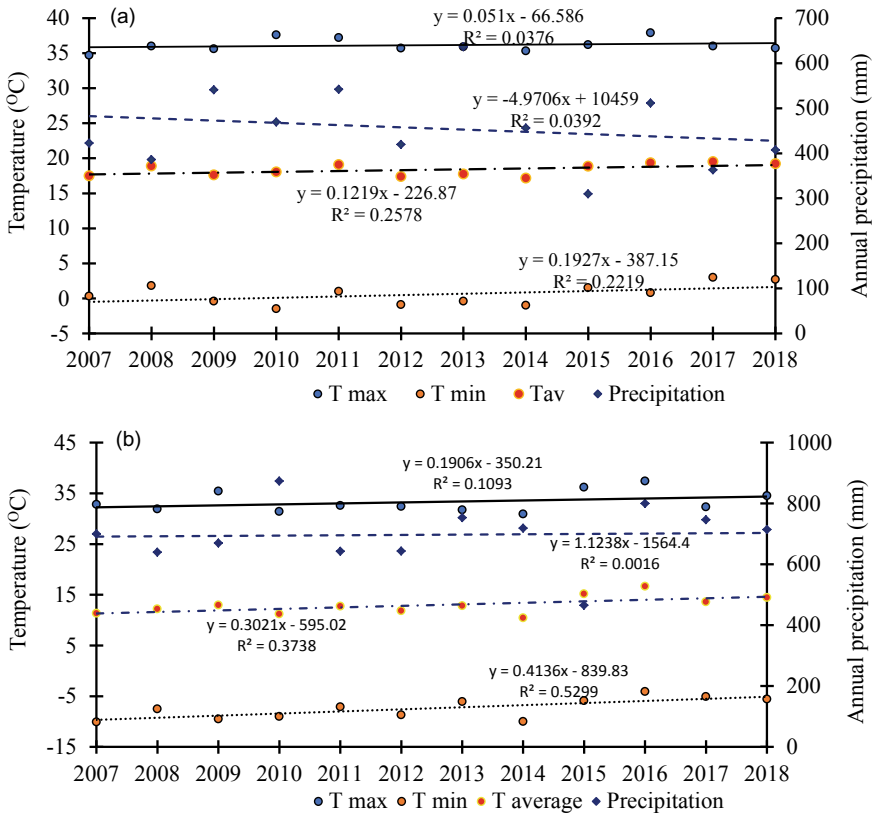 (a)
y = 0.051x - 66.586
R² = 0.0376
y = -4.9706x + 10459
R² = 0.0392
y = 0.1219x - 226.87
R² = 0.2578
y = 0.1927x - 387.15
R² = 0.2219
Temperature (OC)
40
35
30
25
20
15
10
5
0
-5
700
600
500
400
300
200
100
0
Annual precipitation (mm)
2007 2008 2009 2010 2011 2012 2013 2014 2015 2016 2017 2018
T max T min Tav Precipitation
(b)
y = 0.1906x - 350.21
R² = 0.1093
y = 1.1238x - 1564.4
R² = 0.0016
y = 0.3021x - 595.02
R² = 0.3738
y = 0.4136x - 839.83
R² = 0.5299
Temperature (OC)
45
35
25
15
5
-5
-15
1000
800
600
400
200
0
Annual precipitation (mm)
2007 2008 2009 2010 2011 2012 2013 2014 2015 2016 2017 2018
T max T min T average Precipitation